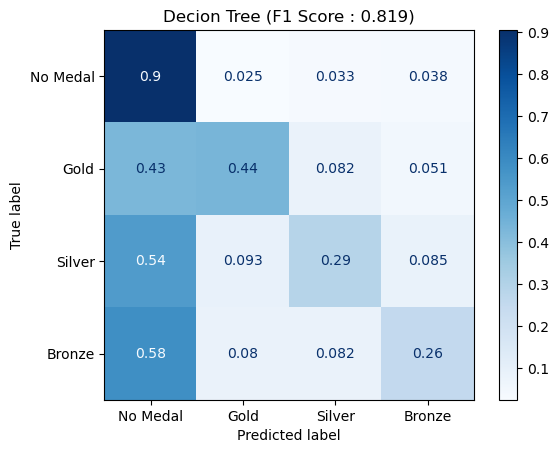 Decion Tree (F1 Score : 0.819)
No Medal 0.9 0.025 0.033 0.038
Gold 0.43 0.44 0.082 0.051
Silver 0.54 0.093 0.29 0.085
Bronze 0.58 0.08 0.082 0.26
No Medal Gold Silver Bronze
Predicted label
True label
0.9
0.8
0.7
0.6
0.5
0.4
0.3
0.2
0.1